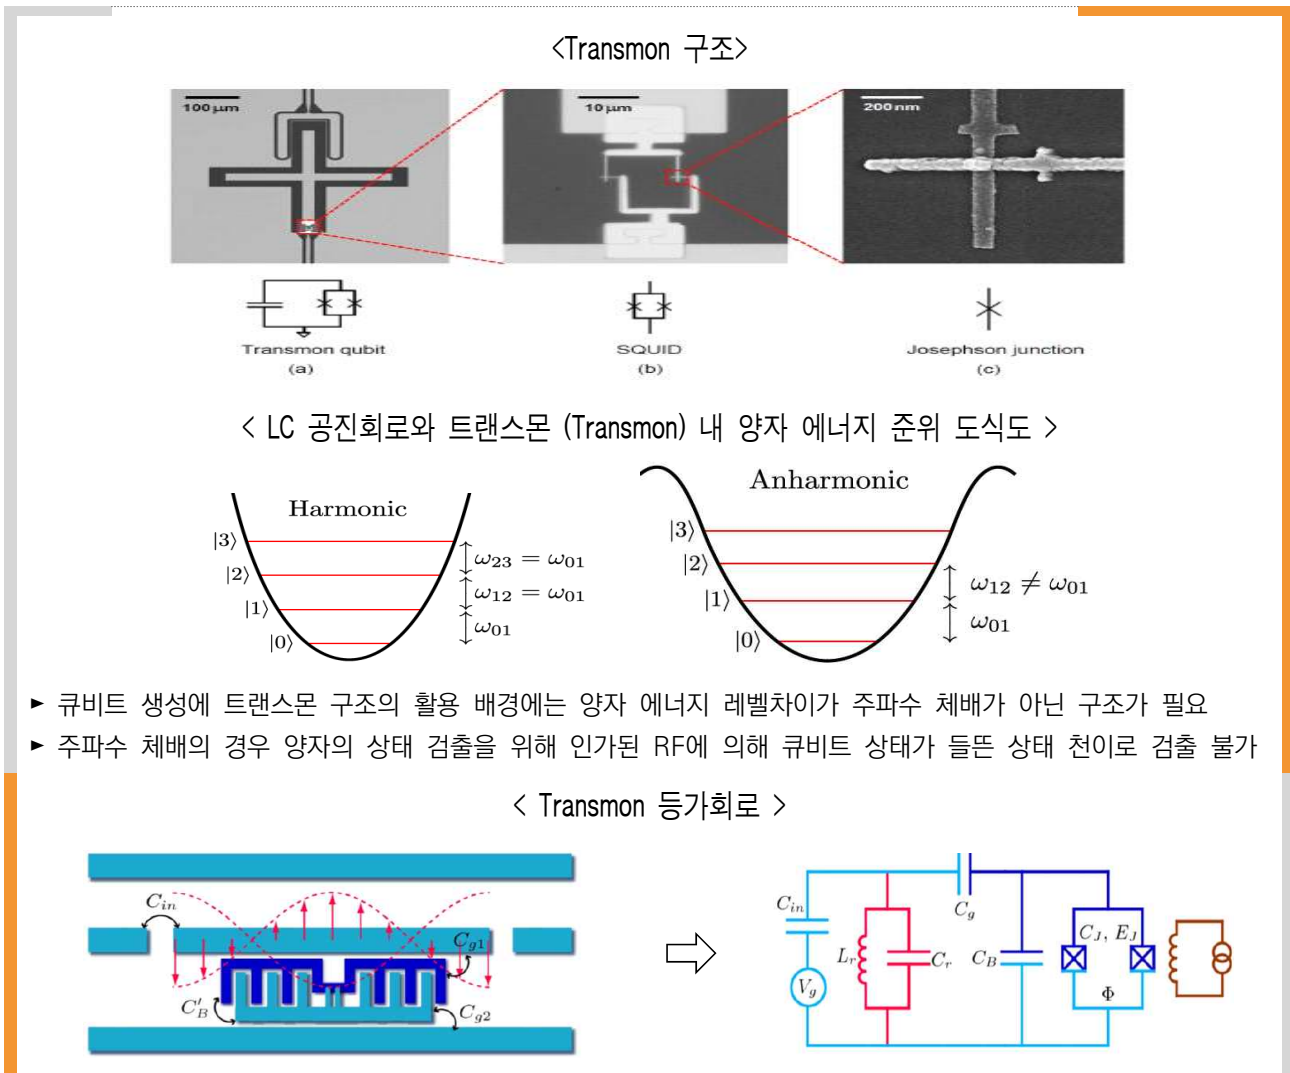 <Transmon 구조>
100 μm
10 μm
200 nm
Transmon qubit
SQUID
Josephson junction
(a)
(b)
(c)
< LC 공진회로와 트랜스몬 (Transmon) 내 양자 에너지 준위 도식도 >
Harmonic
|3⟩
|2⟩
|1⟩
|0⟩
ω23 = ω01
ω12 = ω01
ω01
Anharmonic
|3⟩
|2⟩
|1⟩
|0⟩
ω12 ≠ ω01
ω01
► 큐비트 생성에 트랜스몬 구조의 활용 배경에는 양자 에너지 레벨차이가 주파수 체배가 아닌 구조가 필요
► 주파수 체배의 경우 양자의 상태 검출을 위해 인가된 RF에 의해 큐비트 상태가 들뜬 상태 천이로 검출 불가
< Transmon 등가회로 >
Cin
Cg1
C'B
Cg2
Cin
Cg
Lr
Cr
CB
CJ, EJ
Vg
Φ